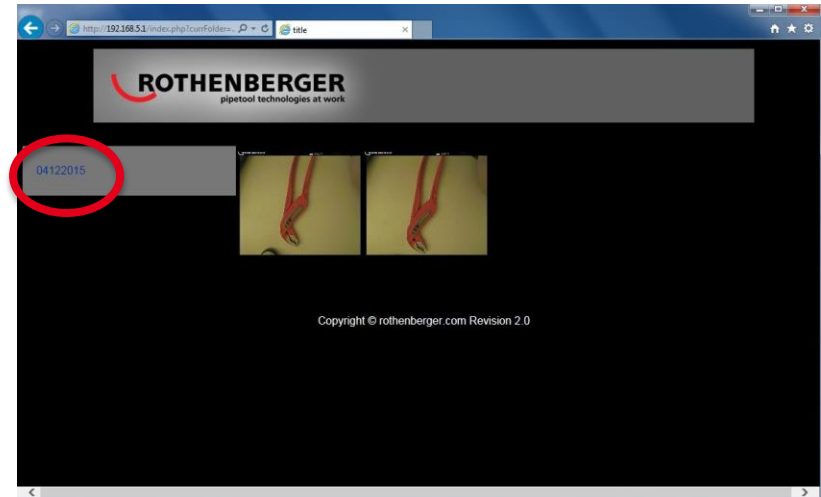 http://192.168.5.1/index.php?currFolder=..
title
ROTHENBERGER
pipetool technologies at work
04122015
Copyright © rothenberger.com Revision 2.0